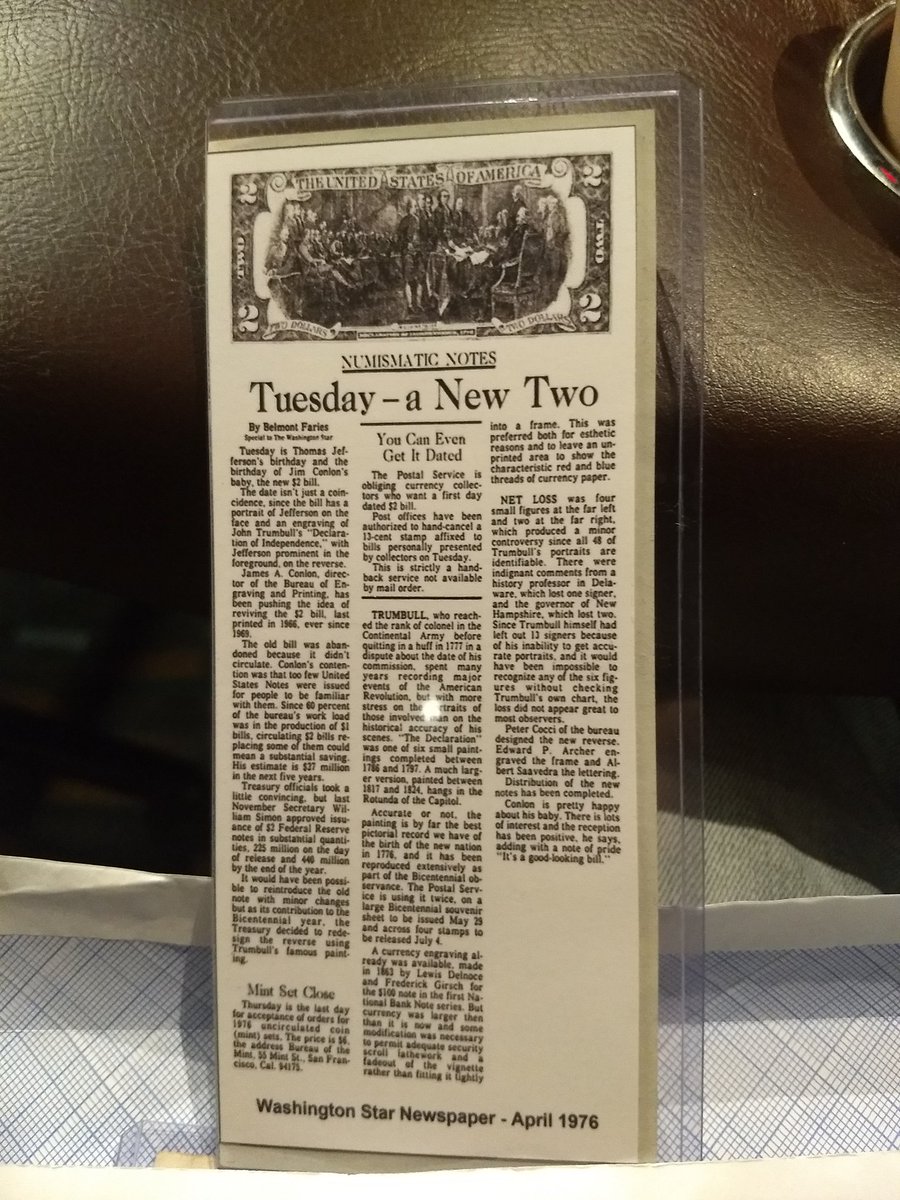 THE UNITED STATES OF AMERICA
2
2
TWO
TWO
2
2
TWO DOLLARS
TWO DOLLARS
NUMISMATIC NOTES
Tuesday – a New Two
By Belmont Faries
Special to The Washington Star
Tuesday is Thomas Jef-
ferson's birthday and the
birthday of Jim Conlon's
baby, the new $2 bill.
The date isn't just a coin-
cidence, since the bill has a
portrait of Jefferson on the
face and an engraving of
John Trumbull's "Declara-
tion of Independence," with
Jefferson prominent in the
foreground, on the reverse.
James A. Conlon, direc-
tor of the Bureau of En-
graving and Printing, has
been pushing the idea of
reviving the $2 bill, last
printed in 1966, ever since
1969.
The old bill was aban-
doned because it didn't
circulate. Conlon's conten-
tion was that too few United
States Notes were issued
for people to be familiar
with them. Since 60 percent
of the bureau's work load
was in the production of $1
bills, circulating $2 bills re-
placing some of them could
mean a substantial saving.
His estimate is $27 million
in the next five years.
Treasury officials took a
little convincing, but last
November Secretary Wil-
liam Simon approved issu-
ance of $2 Federal Reserve
notes in substantial quanti-
ties, 225 million on the day
of release and 440 million
by the end of the year.
It would have been possi-
ble to reintroduce the old
note with minor changes
but as its contribution to the
Bicentennial year, the
Treasury decided to rede-
sign the reverse using
Trumbull's famous paint-
ing.
Mint Set Close
Thursday is the last day
for acceptance of orders for
1976 uncirculated coin
(mint) sets. The price is $6,
the address Bureau of the
Mint, 55 Mint St., San Fran-
cisco, Cal. 94175.
You Can Even
Get It Dated
The Postal Service is
obliging currency collec-
tors who want a first day
dated $2 bill.
Post offices have been
authorized to hand-cancel a
13-cent stamp affixed to
bills personally presented
by collectors on Tuesday.
This is strictly a hand-
back service not available
by mail order.
TRUMBULL, who reach-
ed the rank of colonel in the
Continental Army before
quitting in a huff in 1777 in a
dispute about the date of his
commission, spent many
years recording major
events of the American
Revolution, but with more
stress on the portraits of
those involved than on the
historical accuracy of his
scenes. "The Declaration"
was one of six small paint-
ings completed between
1786 and 1797. A much larg-
er version, painted between
1817 and 1824, hangs in the
Rotunda of the Capitol.
Accurate or not, the
painting is by far the best
pictorial record we have of
the birth of the new nation
in 1776, and it has been
reproduced extensively as
part of the Bicentennial ob-
servance. The Postal Serv-
ice is using it twice, on a
large Bicentennial souvenir
sheet to be issued May 29
and across four stamps to
be released July 4.
A currency engraving al-
ready was available, made
in 1863 by Lewis Delnoce
and Frederick Girsch for
the $100 note in the first Na-
tional Bank Note series. But
currency was larger then
than it is now and some
modification was necessary
to permit adequate security
scroll lathework and a
fadeout of the vignette
rather than fitting it tightly
into a frame. This was
preferred both for esthetic
reasons and to leave an un-
printed area to show the
characteristic red and blue
threads of currency paper.
NET LOSS was four
small figures at the far left
and two at the far right,
which produced a minor
controversy since all 48 of
Trumbull's portraits are
identifiable. There were
indignant comments from a
history professor in Dela-
ware, which lost one signer,
and the governor of New
Hampshire, which lost two.
Since Trumbull himself had
left out 13 signers because
of his inability to get accu-
rate portraits, and it would
have been impossible to
recognize any of the six fig-
ures without checking
Trumbull's own chart, the
loss did not appear great to
most observers.
Peter Cocci of the bureau
designed the new reverse.
Edward P. Archer en-
graved the frame and Al-
bert Saavedra the lettering.
Distribution of the new
notes has been completed.
Conlon is pretty happy
about his baby. There is lots
of interest and the reception
has been positive, he says,
adding with a note of pride
"It's a good-looking bill."
Washington Star Newspaper - April 1976